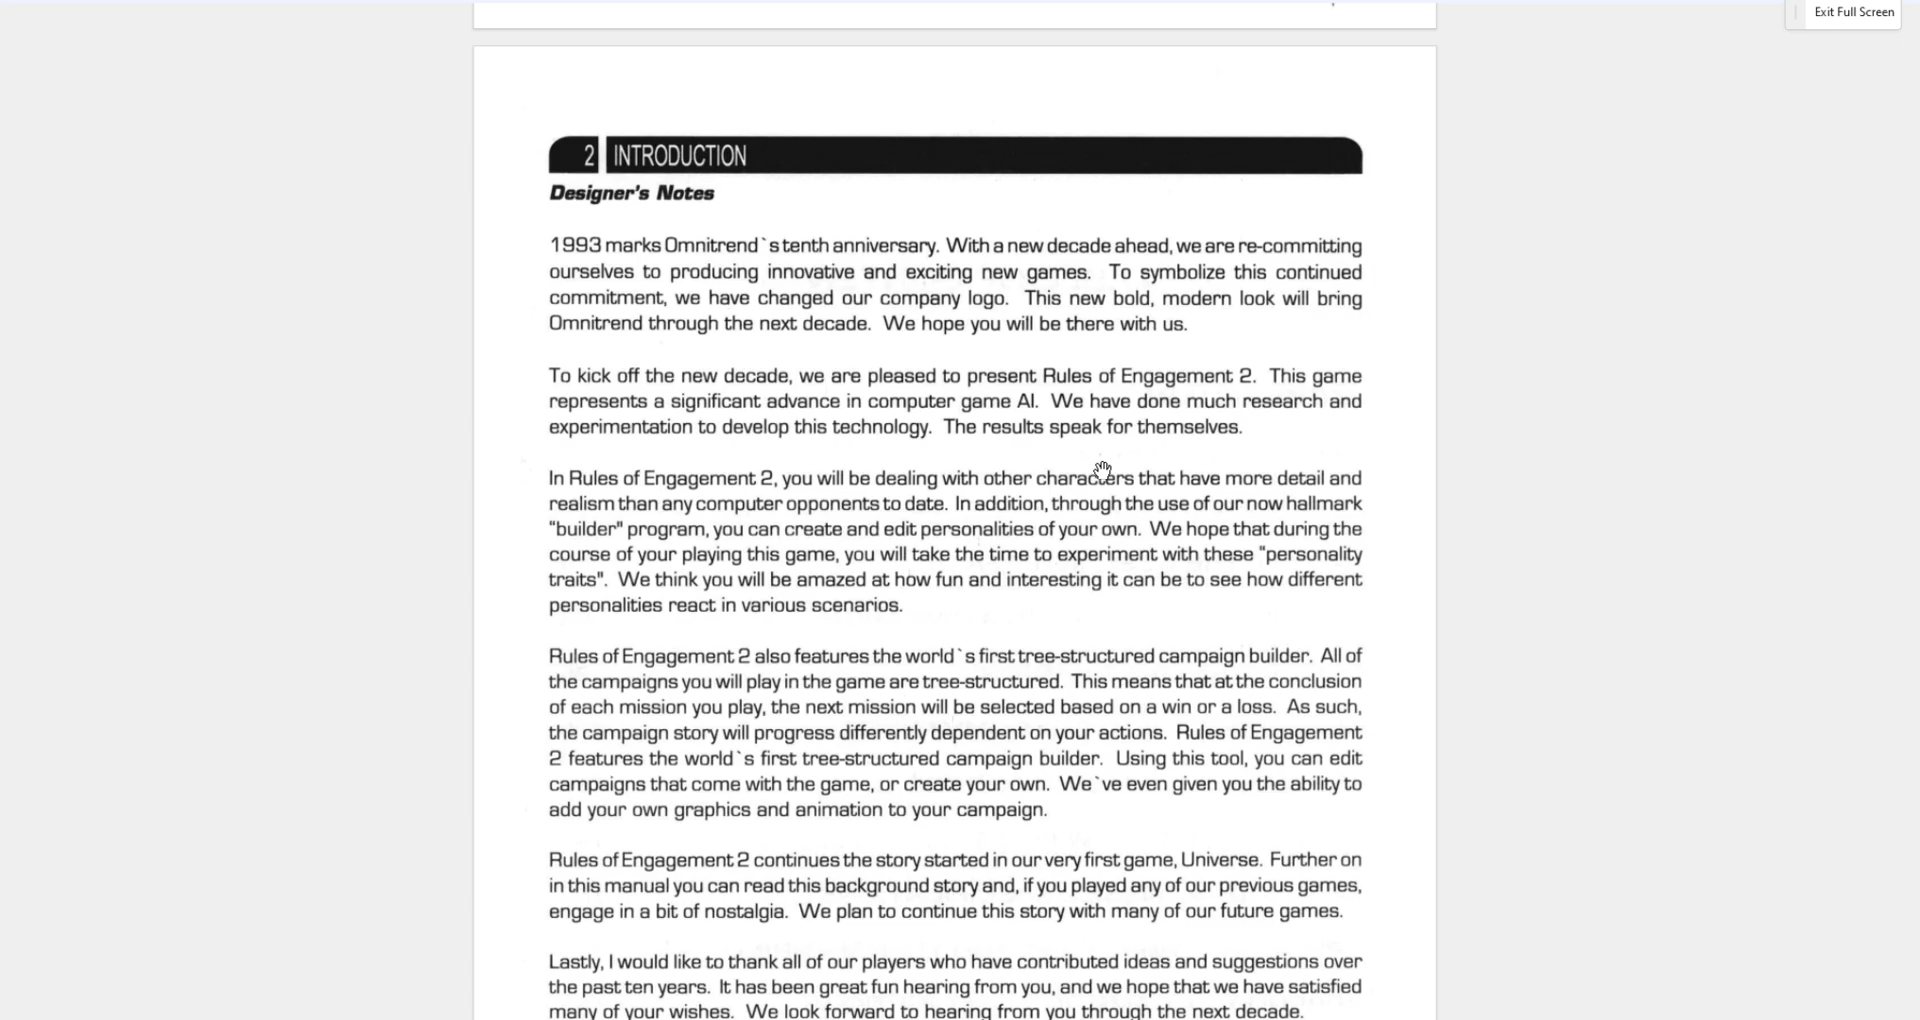 Exit Full Screen
2 INTRODUCTION
Designer's Notes
1993 marks Omnitrend`s tenth anniversary. With a new decade ahead, we are re-committing
ourselves to producing innovative and exciting new games. To symbolize this continued
commitment, we have changed our company logo. This new bold, modern look will bring
Omnitrend through the next decade. We hope you will be there with us.
To kick off the new decade, we are pleased to present Rules of Engagement 2. This game
represents a significant advance in computer game AI. We have done much research and
experimentation to develop this technology. The results speak for themselves.
In Rules of Engagement 2, you will be dealing with other characters that have more detail and
realism than any computer opponents to date. In addition, through the use of our now hallmark
"builder" program, you can create and edit personalities of your own. We hope that during the
course of your playing this game, you will take the time to experiment with these "personality
traits". We think you will be amazed at how fun and interesting it can be to see how different
personalities react in various scenarios.
Rules of Engagement 2 also features the world`s first tree-structured campaign builder. All of
the campaigns you will play in the game are tree-structured. This means that at the conclusion
of each mission you play, the next mission will be selected based on a win or a loss. As such,
the campaign story will progress differently dependent on your actions. Rules of Engagement
2 features the world`s first tree-structured campaign builder. Using this tool, you can edit
campaigns that come with the game, or create your own. We`ve even given you the ability to
add your own graphics and animation to your campaign.
Rules of Engagement 2 continues the story started in our very first game, Universe. Further on
in this manual you can read this background story and, if you played any of our previous games,
engage in a bit of nostalgia. We plan to continue this story with many of our future games.
Lastly, I would like to thank all of our players who have contributed ideas and suggestions over
the past ten years. It has been great fun hearing from you, and we hope that we have satisfied
many of your wishes. We look forward to hearing from you through the next decade.